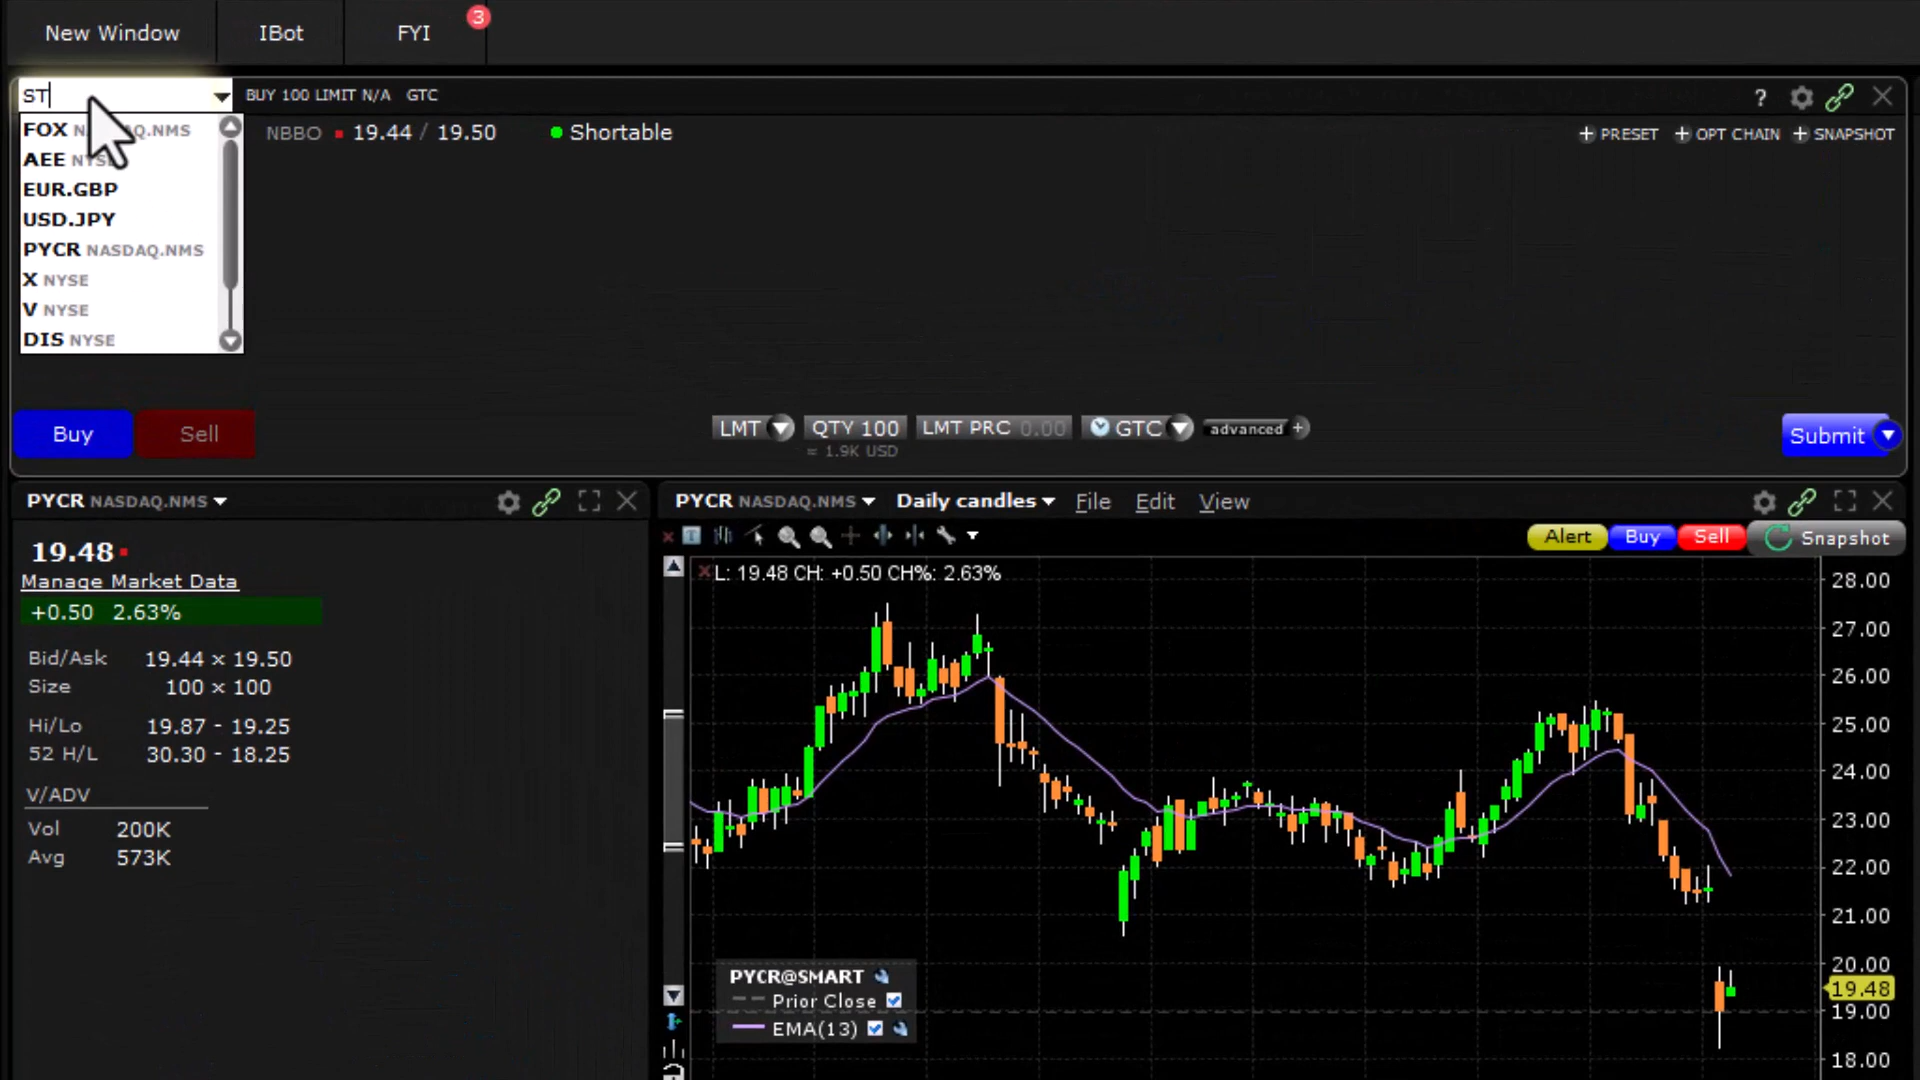 New Window IBot FYI 3
ST BUY 100 LIMIT N/A GTC ?
FOX NASDAQ.NMS NBBO 19.44 / 19.50 Shortable + PRESET + OPT CHAIN + SNAPSHOT
AEE NYSE
EUR.GBP
USD.JPY
PYCR NASDAQ.NMS
X NYSE
V NYSE
DIS NYSE
Buy Sell LMT QTY 100 LMT PRC 0.00 GTC advanced + Submit
≈ 1.9K USD
PYCR NASDAQ.NMS
19.48
Manage Market Data
+0.50 2.63%
Bid/Ask 19.44 × 19.50
Size 100 × 100
Hi/Lo 19.87 - 19.25
52 H/L 30.30 - 18.25
V/ADV
Vol 200K
Avg 573K
PYCR NASDAQ.NMS Daily candles File Edit View
Alert Buy Sell Snapshot
L: 19.48 CH: +0.50 CH%: 2.63%
28.00
27.00
26.00
25.00
24.00
23.00
22.00
21.00
20.00
19.48
19.00
18.00
PYCR@SMART
Prior Close
EMA(13)